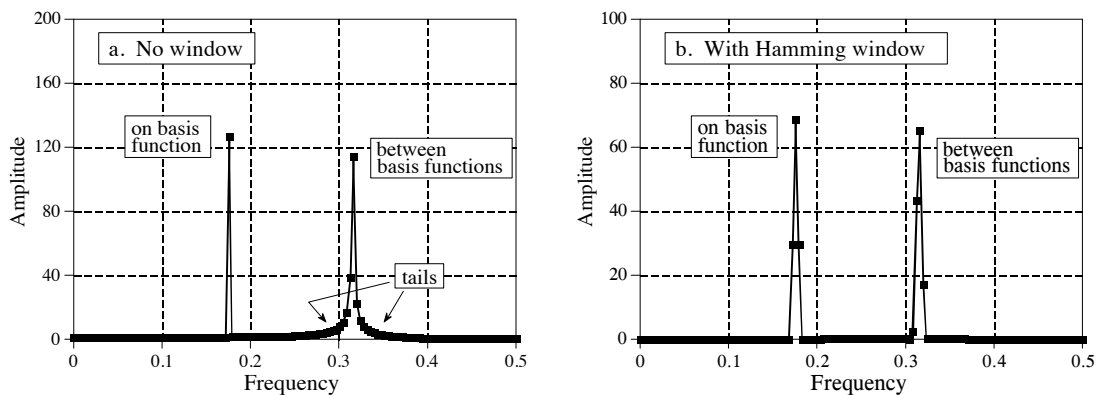 a. No window
200
160
120
80
40
0
Amplitude
on basis
function
between
basis functions
tails
0 0.1 0.2 0.3 0.4 0.5
Frequency
b. With Hamming window
100
80
60
40
20
0
Amplitude
on basis
function
between
basis functions
0 0.1 0.2 0.3 0.4 0.5
Frequency